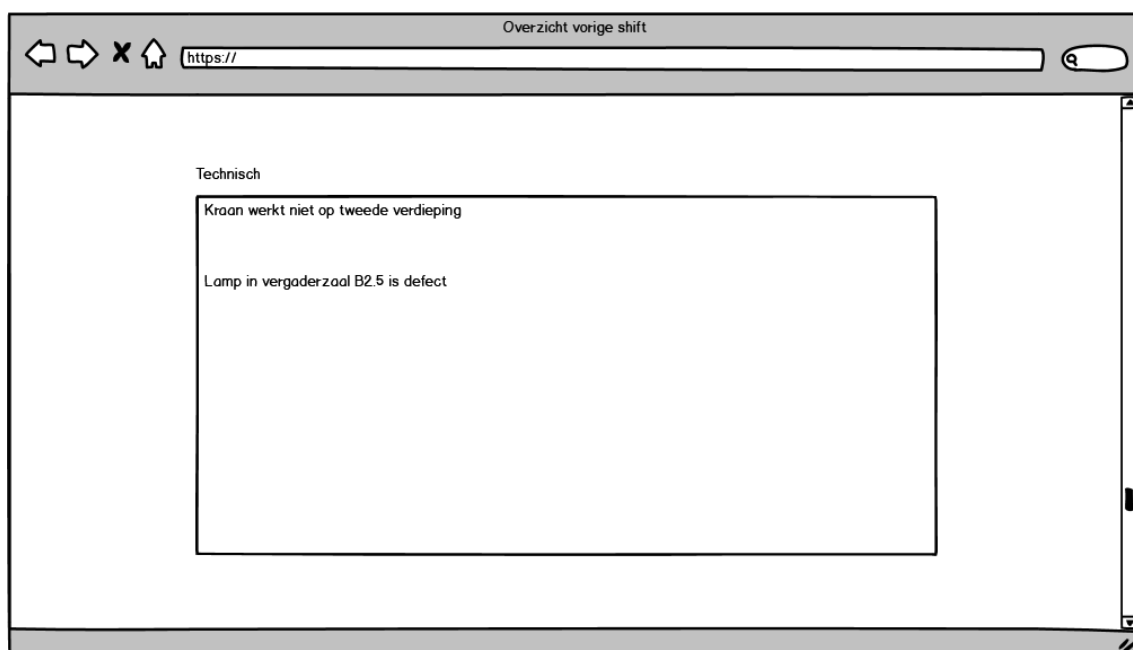 Overzicht vorige shift
https://
Technisch
Kraan werkt niet op tweede verdieping
Lamp in vergaderzaal B2.5 is defect